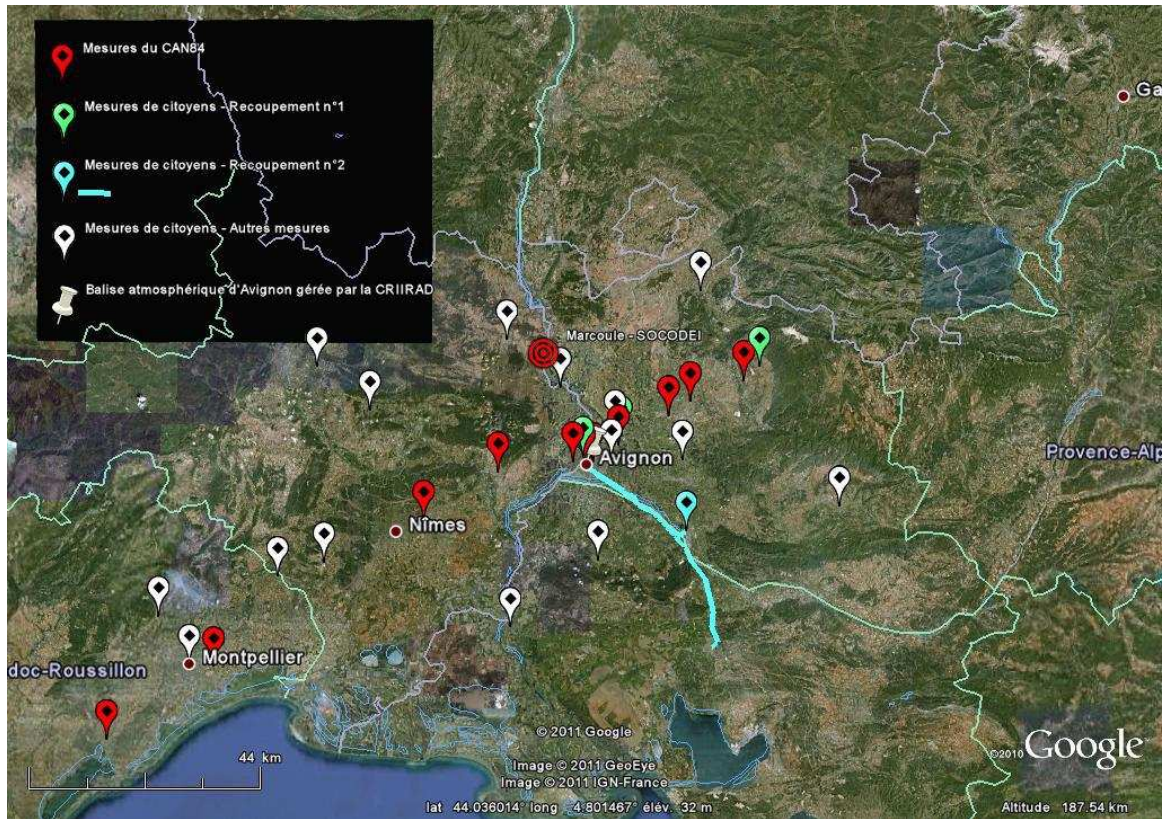 Mesures du CAN84
Mesures de citoyens - Recoupement n°1
Mesures de citoyens - Recoupement n°2
Mesures de citoyens - Autres mesures
Balise atmosphérique d'Avignon gérée par la CRIIRAD
Ga
Marcoule - SOCODEI
Avignon
Provence-Alp
Nîmes
Montpellier
doc-Roussillon
44 km
© 2011 Google
Image © 2011 GeoEye
Image © 2011 IGN-France
©2010 Google
lat 44.036014° long 4.801467° élév. 32 m
Altitude 187.54 km